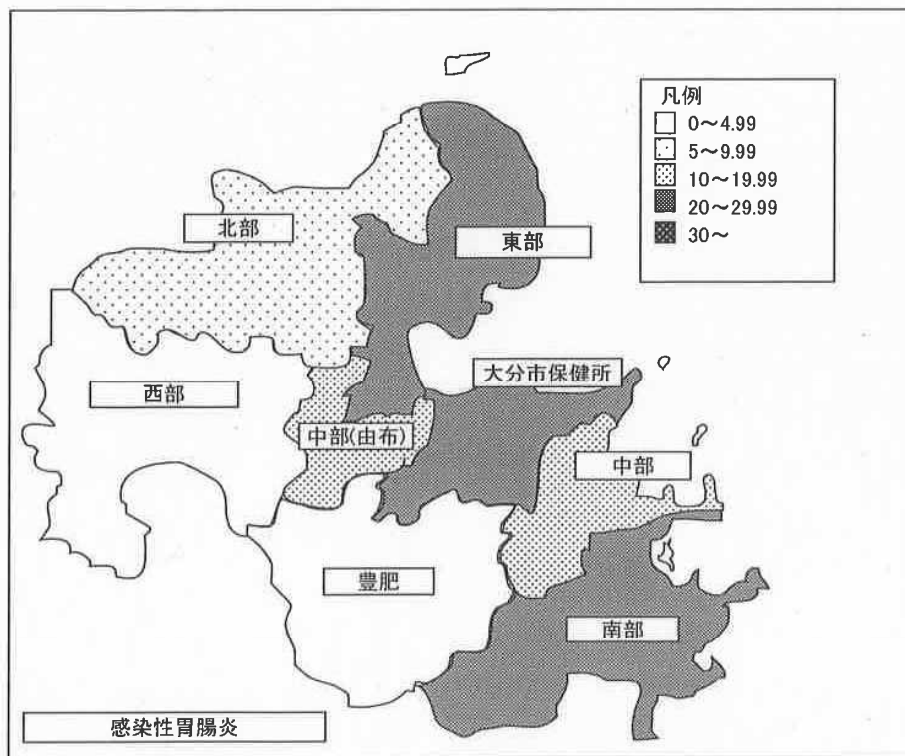 凡例
0～4.99
5～9.99
10～19.99
20～29.99
30～
北部
東部
大分市保健所
西部
中部(由布)
中部
豊肥
南部
感染性胃腸炎